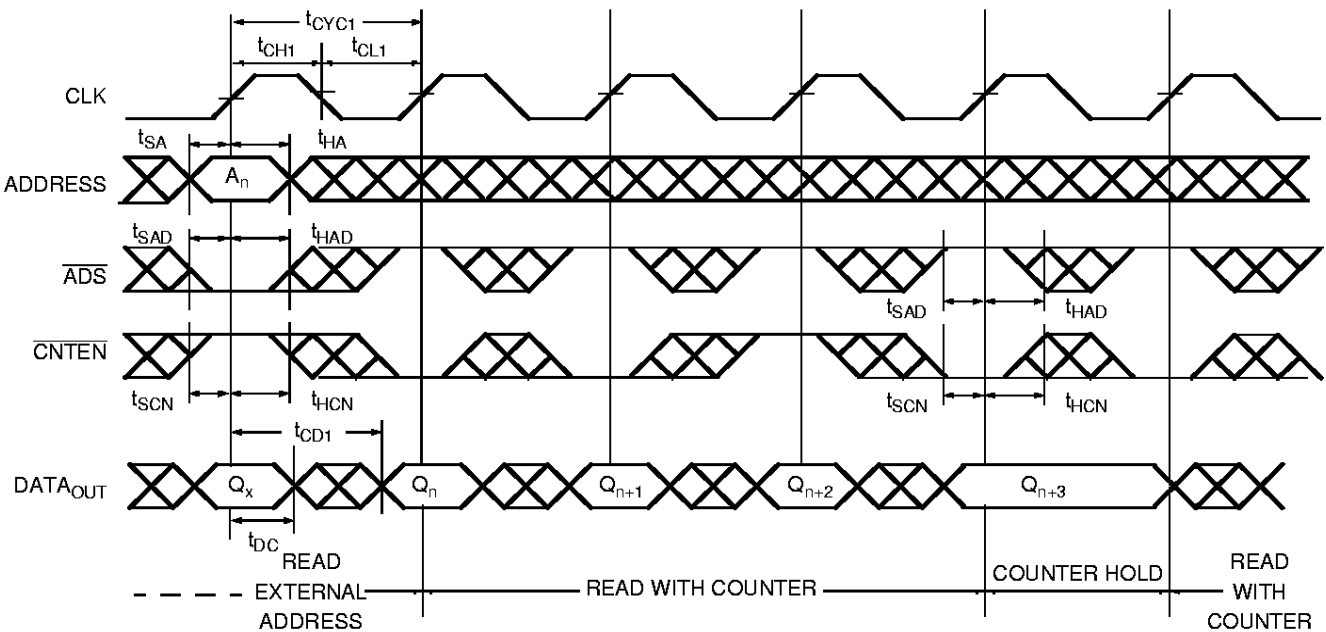 tCYC1
tCH1 tCL1
CLK
tSA tHA
ADDRESS An
tSAD tHAD
ADS
tSAD tHAD
CNTEN
tSCN tHCN
tSCN tHCN
tCD1
DATAOUT Qx Qn Qn+1 Qn+2 Qn+3
tDC
READ EXTERNAL ADDRESS
READ WITH COUNTER
COUNTER HOLD
READ WITH COUNTER